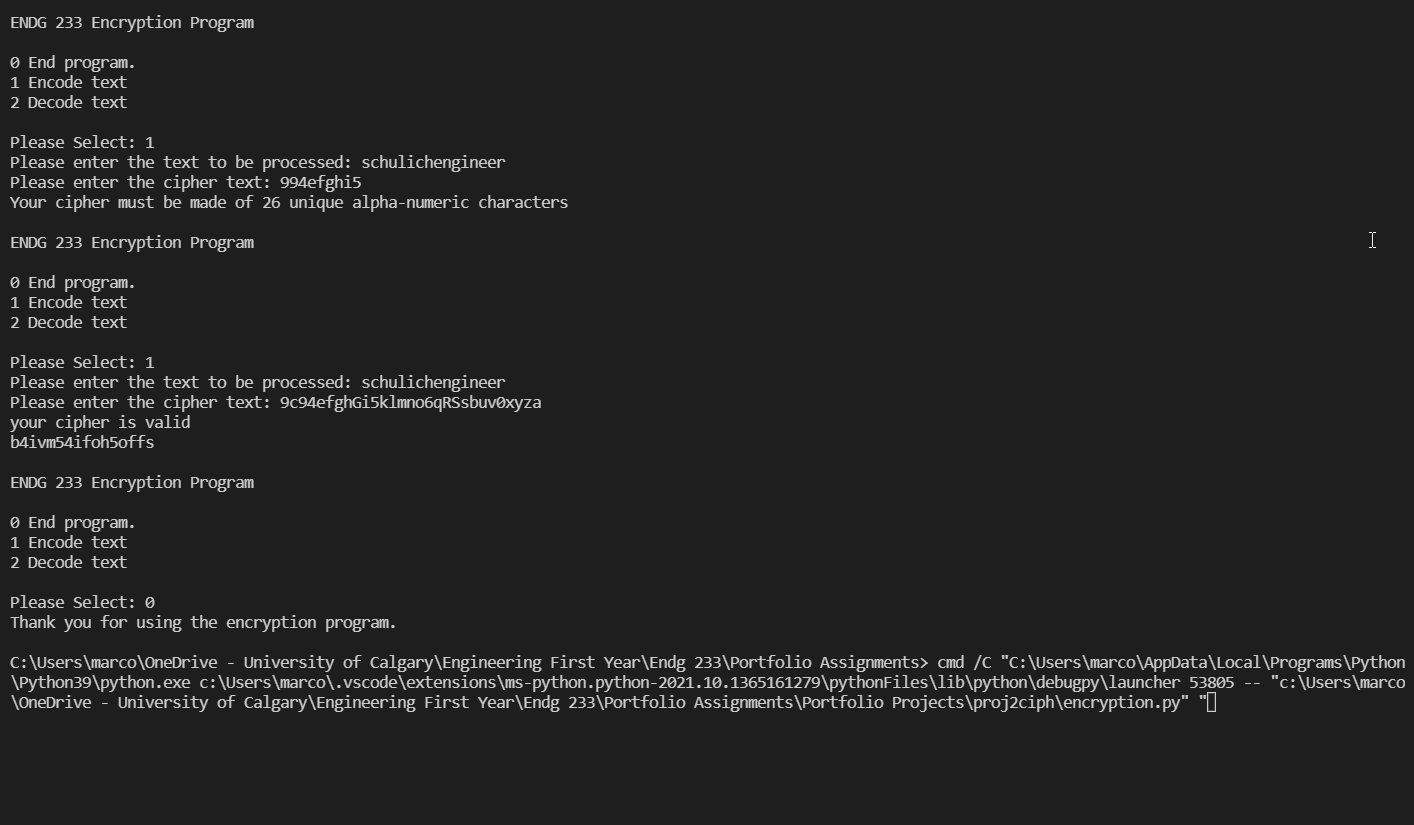 ENDG 233 Encryption Program
0 End program.
1 Encode text
2 Decode text
Please Select: 1
Please enter the text to be processed: schulichengineer
Please enter the cipher text: 994efghi5
Your cipher must be made of 26 unique alpha-numeric characters
ENDG 233 Encryption Program
0 End program.
1 Encode text
2 Decode text
Please Select: 1
Please enter the text to be processed: schulichengineer
Please enter the cipher text: 9c94efghGi5klmno6qRSsbuv0xyza
your cipher is valid
b4ivm54ifoh5offs
ENDG 233 Encryption Program
0 End program.
1 Encode text
2 Decode text
Please Select: 0
Thank you for using the encryption program.
C:\Users\marco\OneDrive - University of Calgary\Engineering First Year\Endg 233\Portfolio Assignments> cmd /C "C:\Users\marco\AppData\Local\Programs\Python
\Python39\python.exe c:\Users\marco\.vscode\extensions\ms-python.python-2021.10.1365161279\pythonFiles\lib\python\debugpy\launcher 53805 -- "c:\Users\marco
\OneDrive - University of Calgary\Engineering First Year\Endg 233\Portfolio Assignments\Portfolio Projects\proj2ciph\encryption.py" "